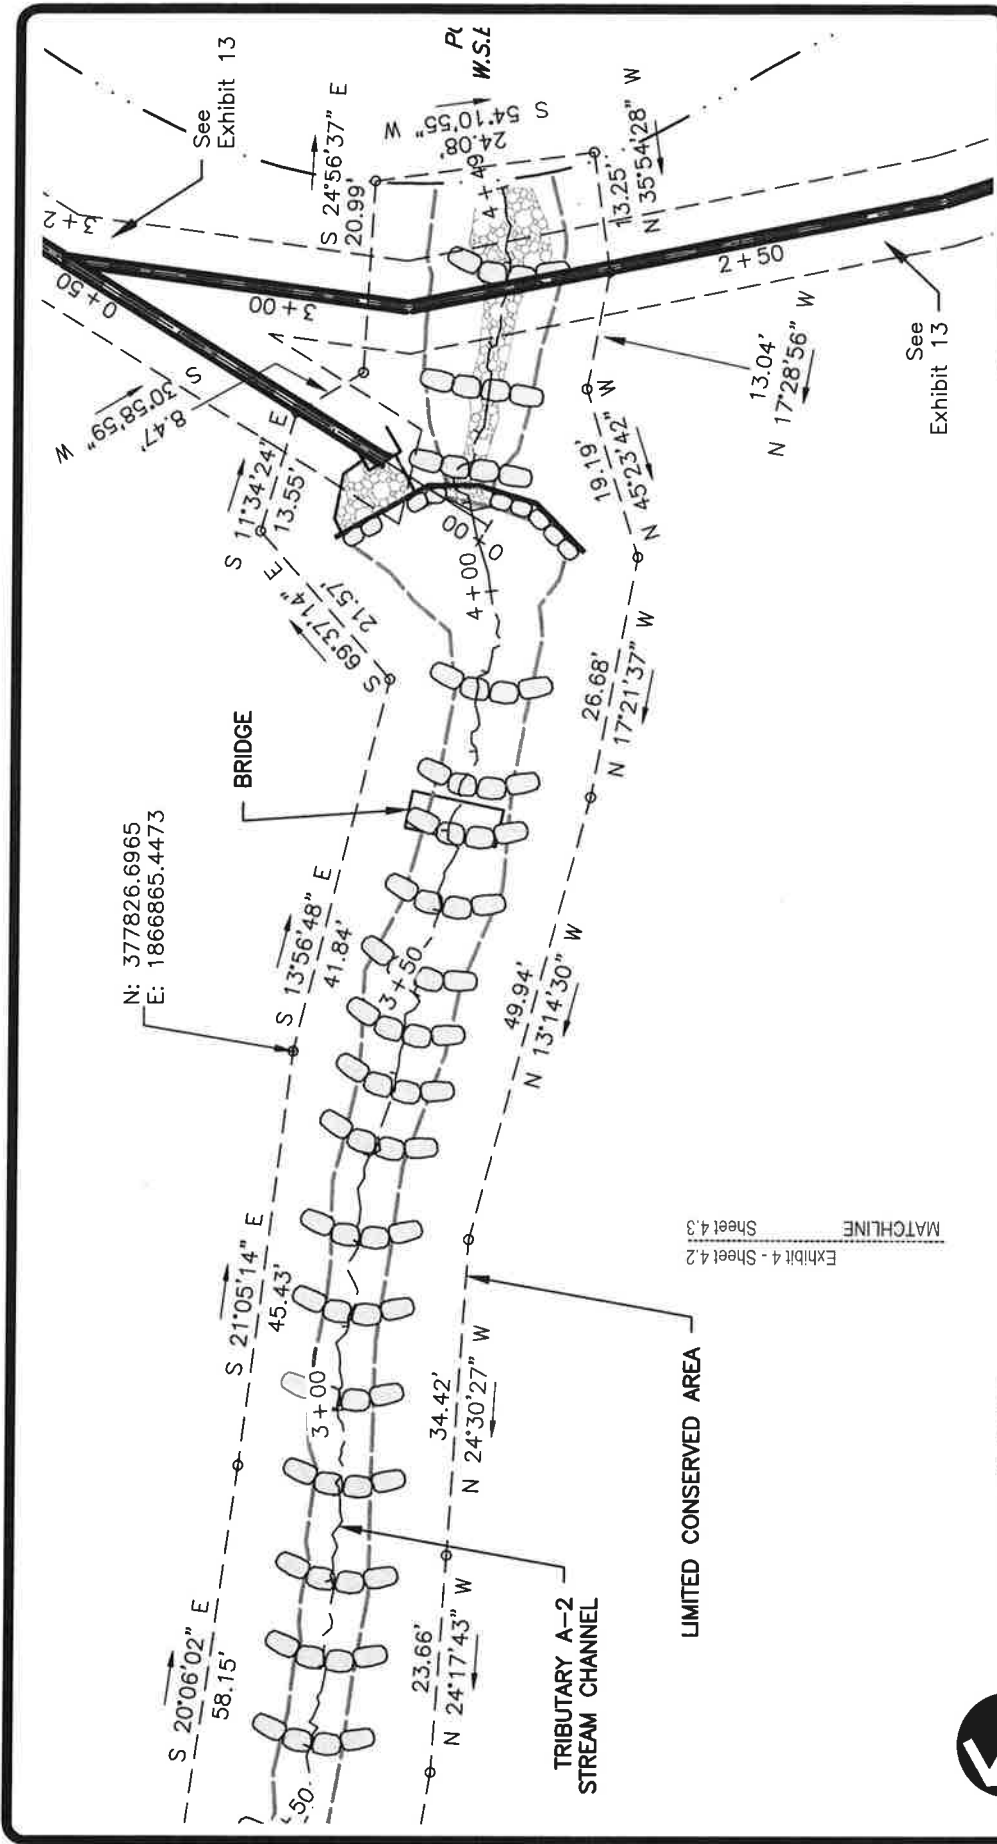 See
Exhibit 13
3+2
0+50
3+00
S 24°56'37" E
20.99'
PU
W.S.E
24.08'
S 54°10'55" W
4+49
13.25'
N 35°54'28" W
2+50
See
Exhibit 13
13.04'
N 17°28'56" W
19.19'
N 45°23'42" W
8.47'
S 30°58'59" W
S 11°34'24" E
13.55'
S 69°37'14" E
21.57'
0+00
4+00
26.68'
N 17°21'37" W
BRIDGE
N: 377826.6965
E: 1866865.4473
S 13°56'48" E
41.84'
3+50
49.94'
N 13°14'30" W
S 21°05'14" E
45.43'
3+00
34.42'
N 24°30'27" W
MATCHLINE
Exhibit 4 - Sheet 4.2
Sheet 4.3
LIMITED CONSERVED AREA
S 20°06'02" E
58.15'
23.66'
N 24°17'43" W
TRIBUTARY A-2
STREAM CHANNEL
50